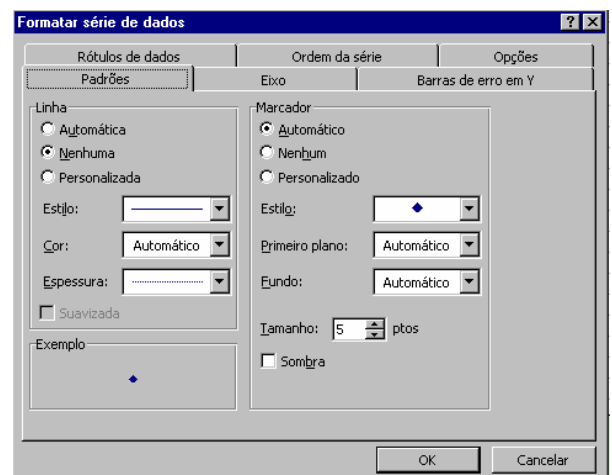 Formatar série de dados
Rótulos de dados
Ordem da série
Opções
Padrões
Eixo
Barras de erro em Y
Linha
Automática
Nenhuma
Personalizada
Estilo:
Cor:
Automático
Espessura:
Suavizada
Exemplo
Marcador
Automático
Nenhum
Personalizado
Estilo:
Primeiro plano:
Automático
Fundo:
Automático
Tamanho:
5
ptos
Sombra
OK
Cancelar